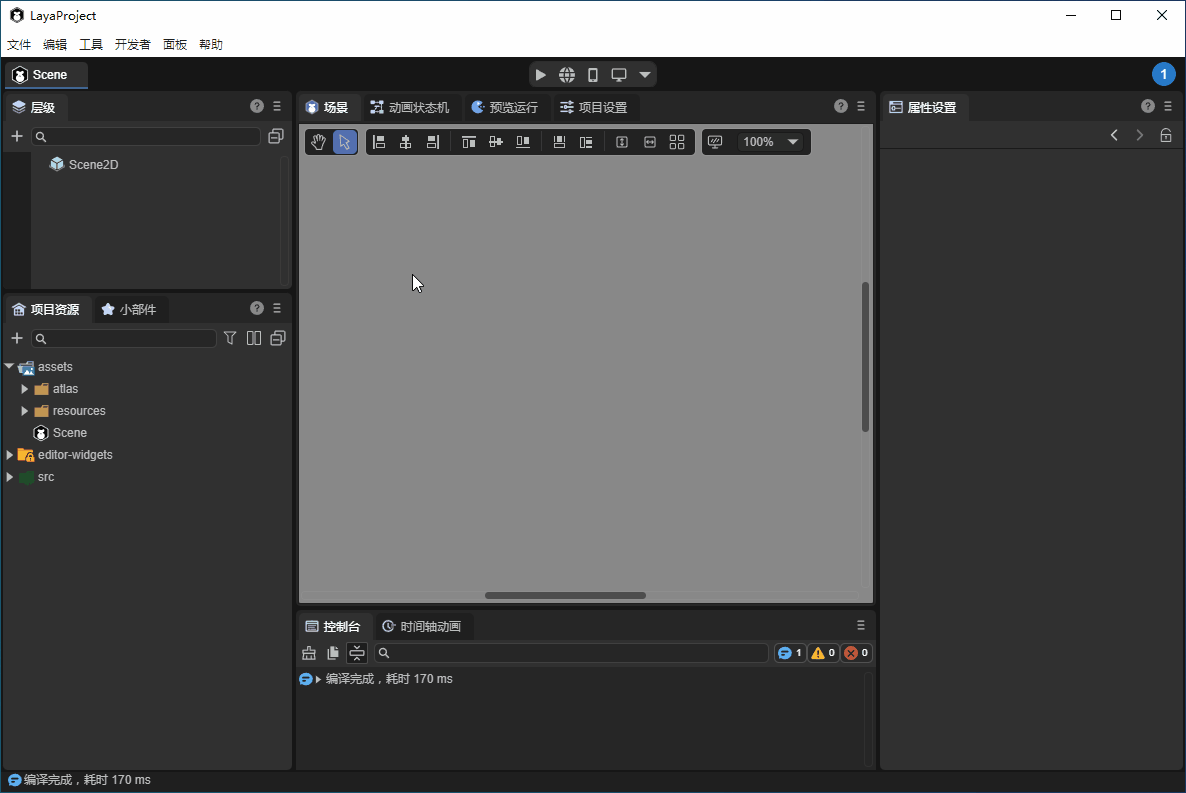 LayaProject
文件 编辑 工具 开发者 面板 帮助
Scene
1
层级
Scene2D
项目资源 小部件
assets
atlas
resources
Scene
editor-widgets
src
场景 动画状态机 预览运行 项目设置
100%
控制台 时间轴动画
1 0 0
编译完成，耗时 170 ms
属性设置
编译完成，耗时 170 ms